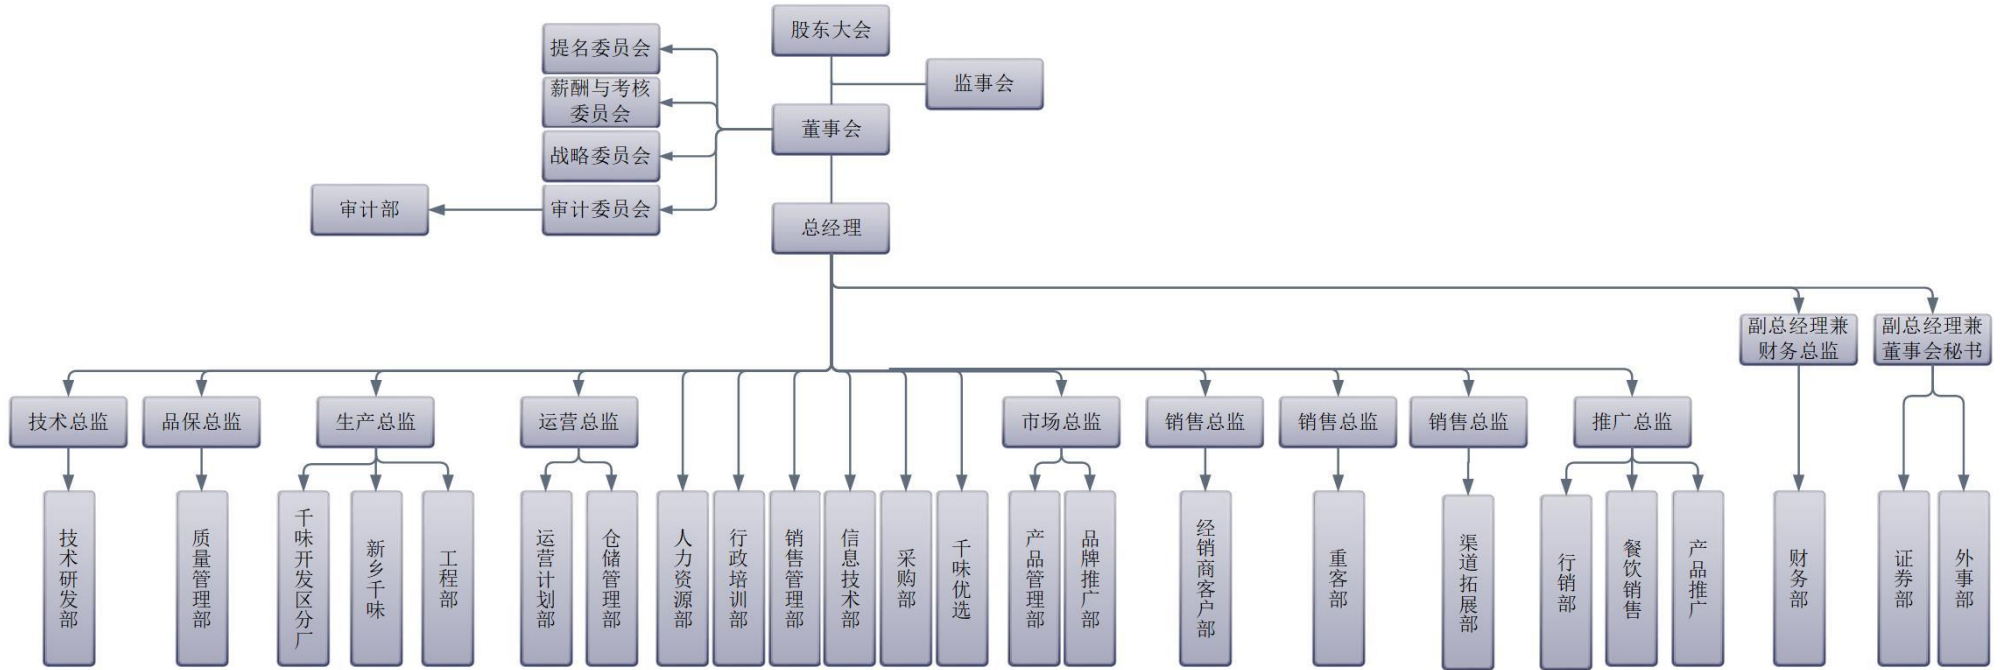 股东大会
提名委员会
监事会
薪酬与考核
委员会
董事会
战略委员会
审计部
审计委员会
总经理
副总经理兼
财务总监
副总经理兼
董事会秘书
技术总监
品保总监
生产总监
运营总监
市场总监
销售总监
销售总监
销售总监
推广总监
技术研发部
质量管理部
千味开发区分厂
新乡千味
工程部
运营计划部
仓储管理部
人力资源部
行政培训部
销售管理部
信息技术部
采购部
千味优选
产品管理部
品牌推广部
经销商客户部
重客部
渠道拓展部
行销部
餐饮销售
产品推广
财务部
证券部
外事部